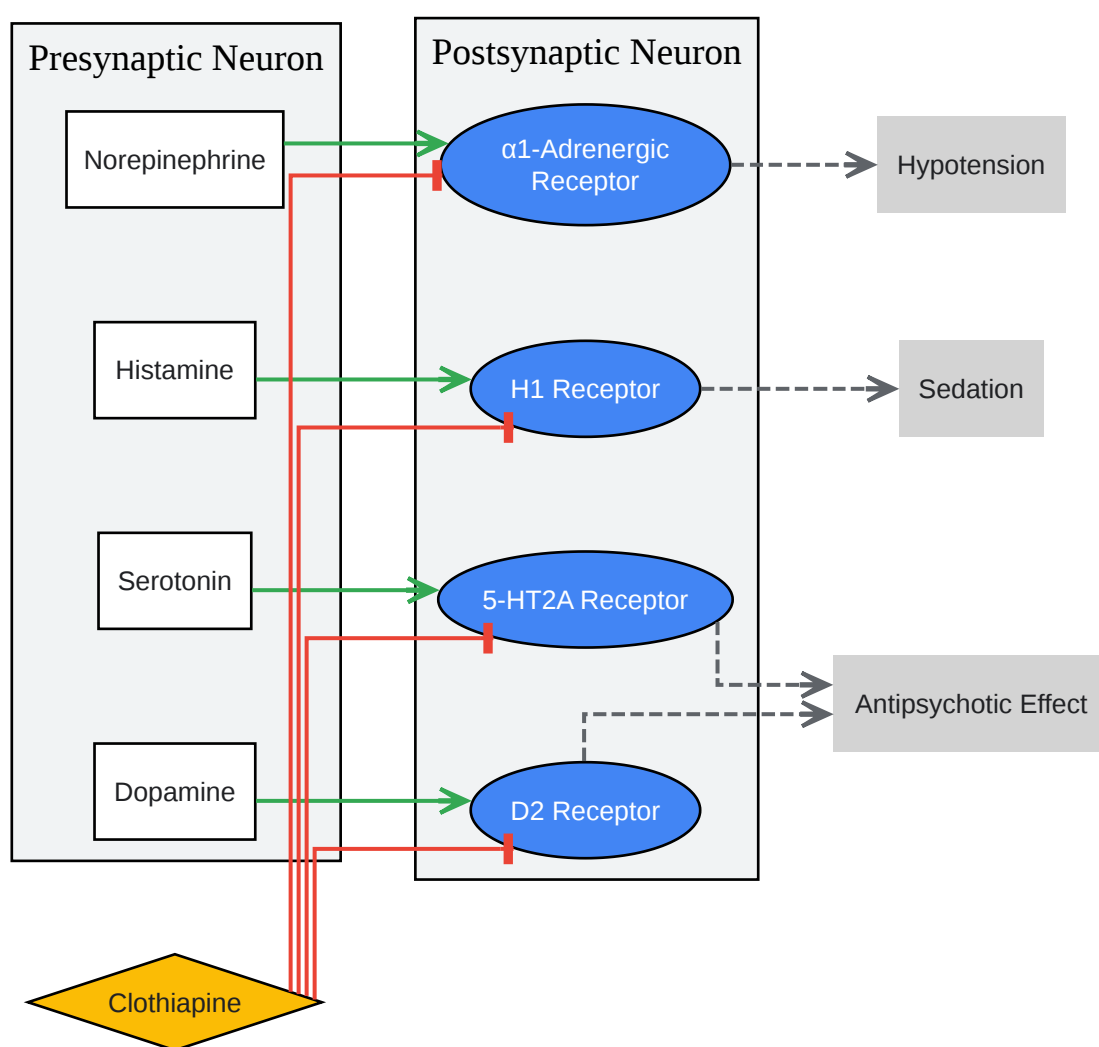 Presynaptic Neuron
Postsynaptic Neuron
Norepinephrine
α1-Adrenergic
Receptor
Hypotension
Histamine
H1 Receptor
Sedation
Serotonin
5-HT2A Receptor
Antipsychotic Effect
Dopamine
D2 Receptor
Clothiapine